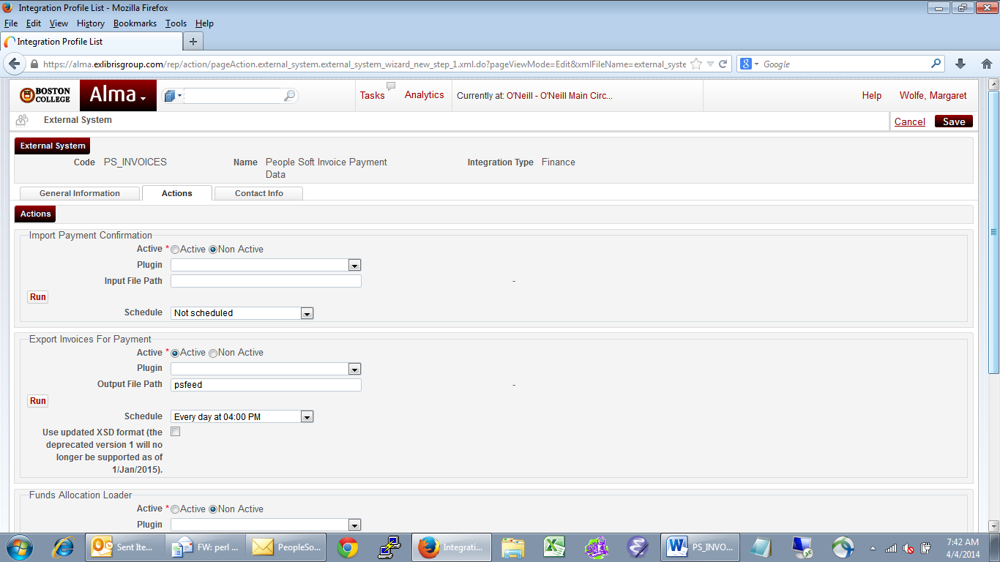 Integration Profile List - Mozilla Firefox
File Edit View History Bookmarks Tools Help
Integration Profile List
https://alma.exlibrisgroup.com/rep/action/pageAction.external_system.external_system_wizard_new_step_1.xml.do?pageViewMode=Edit&xmlFileName=external_syste
Google
BOSTON COLLEGE
Alma
Tasks
Analytics
Currently at: O'Neill - O'Neill Main Circ...
Help
Wolfe, Margaret
External System
Cancel
Save
External System
Code PS_INVOICES Name People Soft Invoice Payment Integration Type Finance
Data
General Information Actions Contact Info
Actions
Import Payment Confirmation
Active * Active Non Active
Plugin
Input File Path -
Run
Schedule Not scheduled
Export Invoices For Payment
Active * Active Non Active
Plugin
Output File Path psfeed -
Run
Schedule Every day at 04:00 PM
Use updated XSD format (the
deprecated version 1 will no
longer be supported as of
1/Jan/2015).
Funds Allocation Loader
Active * Active Non Active
Plugin
Sent Ite...
FW: perl ...
PeopleSo...
Integrati...
PS_INVO...
7:42 AM
4/4/2014